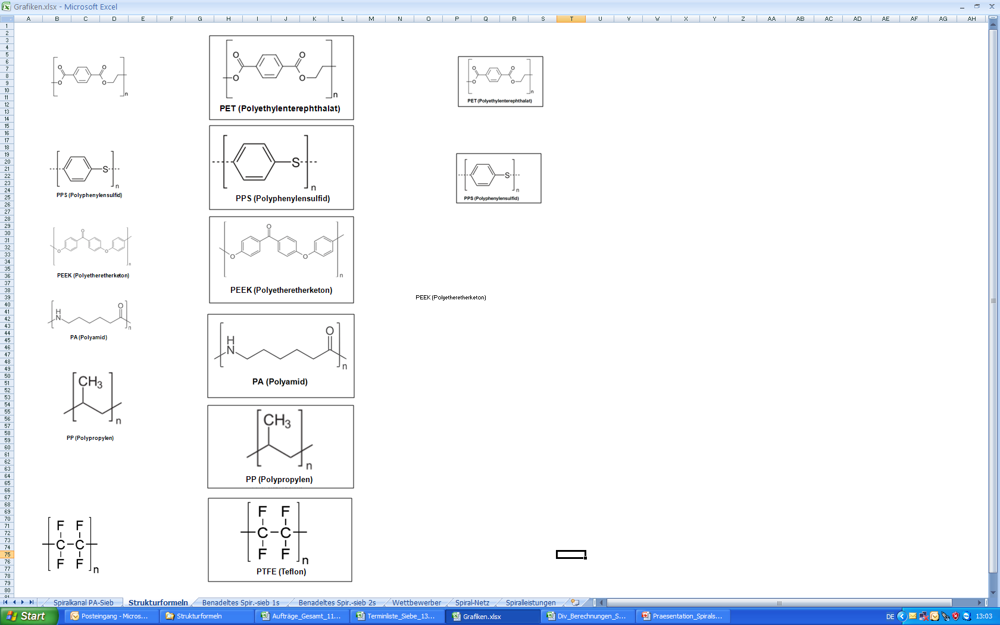 Grafiken.xlsx - Microsoft Excel
A B C D E F G H I J K L M N O P Q R S T U V W X Y Z AA AB AC AD AE AF AG AH
1
2
3
4
5
6
7
8
9
10
11
12
13
14
15
16
17
18
19
20
21
22
23
24
25
26
27
28
29
30
31
32
33
34
35
36
37
38
39
40
41
42
43
44
45
46
47
48
49
50
51
52
53
54
55
56
57
58
59
60
61
62
63
64
65
66
67
68
69
70
71
72
73
74
75
76
77
78
79
80
81
O O
O O n
S n
PPS (Polyphenylensulfid)
O
O O n
PEEK (Polyetheretherketon)
H O
N n
PA (Polyamid)
CH3
n
PP (Polypropylen)
F F
C C
F F n
O O
O O n
PET (Polyethylenterephthalat)
S n
PPS (Polyphenylensulfid)
O
O O n
PEEK (Polyetheretherketon)
H O
N n
PA (Polyamid)
CH3
n
PP (Polypropylen)
F F
C C
F F n
PTFE (Teflon)
O O
O O n
PET (Polyethylenterephthalat)
S n
PPS (Polyphenylensulfid)
PEEK (Polyetheretherketon)
Spiralkanal PA-Sieb Strukturformeln Benadeltes Spir.-sieb 1s Benadeltes Spir.-sieb 2s Wettbewerber Spiral-Netz Spiralleistungen
Start Posteingang - Micros... Strukturformeln Aufträge_Gesamt_11... Terminliste_Siebe_13... Grafiken.xlsx Div_Berechnungen_S... Praesentation_Spirals... DE 13:03